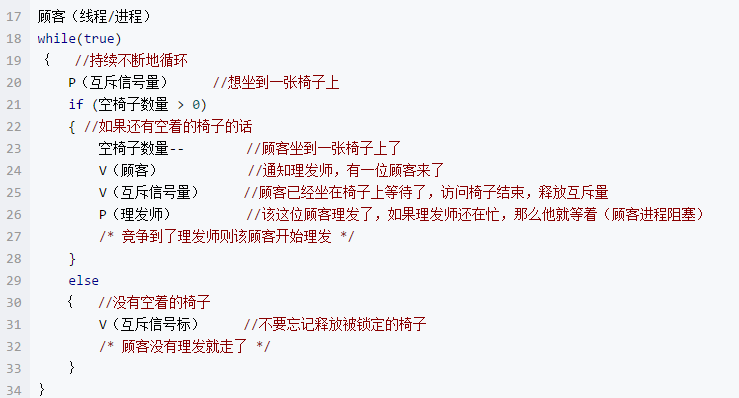 17 顾客（线程/进程）
18 while(true)
19 {   //持续不断地循环
20 P（互斥信号量）    //想坐到一张椅子上
21 if (空椅子数量 > 0)
22 { //如果还有空着的椅子的话
23 空椅子数量--    //顾客坐到一张椅子上了
24 V（顾客）    //通知理发师，有一位顾客来了
25 V（互斥信号量）    //顾客已经坐在椅子上等待了，访问椅子结束，释放互斥量
26 P（理发师）    //该这位顾客理发了，如果理发师还在忙，那么他就等着（顾客进程阻塞）
27 /* 竞争到了理发师则该顾客开始理发 */
28 }
29 else
30 {   //没有空着的椅子
31 V（互斥信号标）    //不要忘记释放被锁定的椅子
32 /* 顾客没有理发就走了 */
33 }
34 }